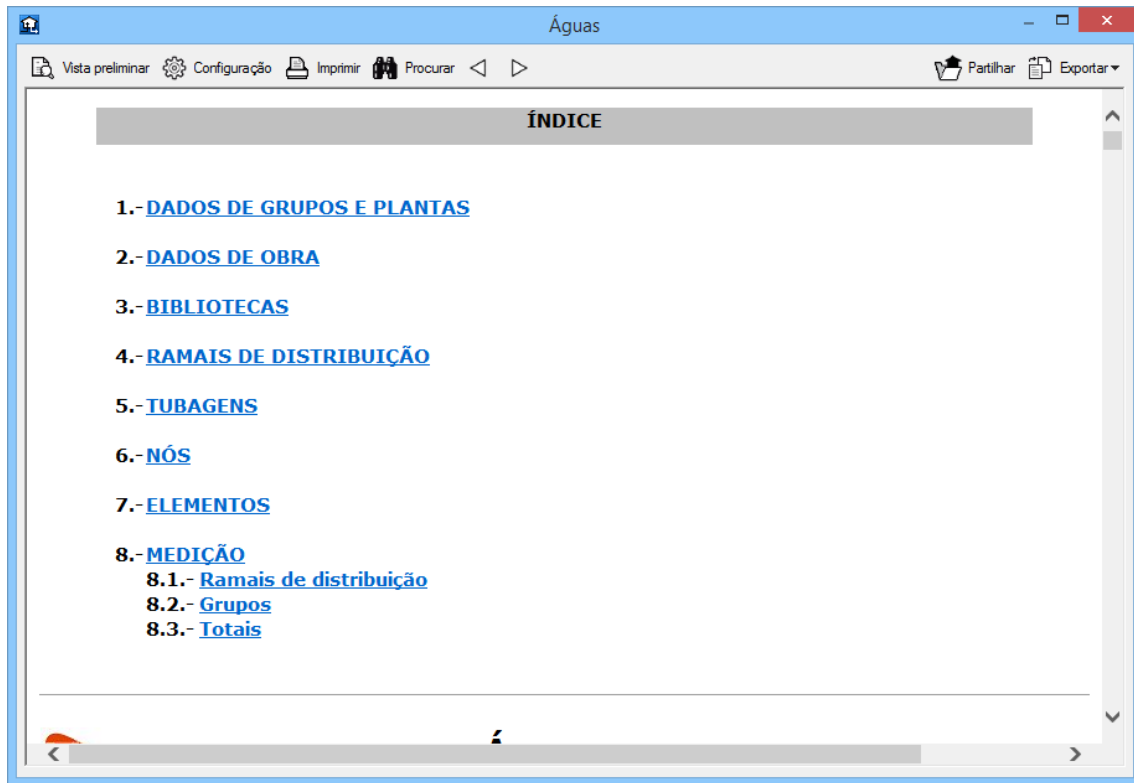 Águas
Vista preliminar Configuração Imprimir Procurar Partilhar Exportar
ÍNDICE
1.-DADOS DE GRUPOS E PLANTAS
2.-DADOS DE OBRA
3.-BIBLIOTECAS
4.-RAMAIS DE DISTRIBUIÇÃO
5.-TUBAGENS
6.-NÓS
7.-ELEMENTOS
8.-MEDIÇÃO
8.1.- Ramais de distribuição
8.2.- Grupos
8.3.- Totais